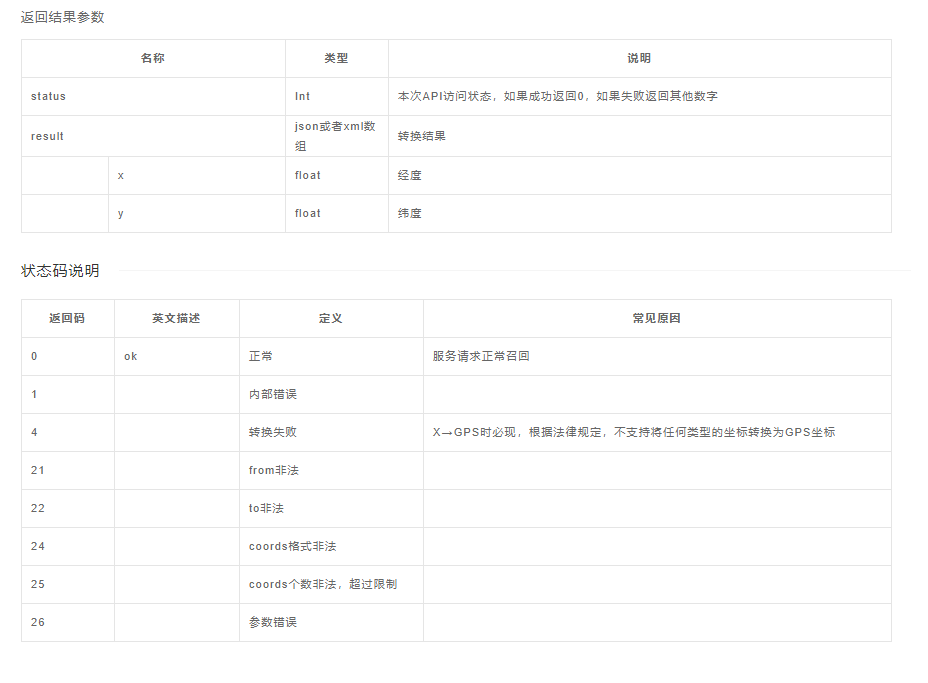 返回结果参数
名称 类型 说明
status Int 本次API访问状态，如果成功返回0，如果失败返回其他数字
result json或者xml数组 转换结果
x float 经度
y float 纬度
状态码说明
返回码 英文描述 定义 常见原因
0 ok 正常 服务请求正常召回
1 内部错误
4 转换失败 X→GPS时必现，根据法律规定，不支持将任何类型的坐标转换为GPS坐标
21 from非法
22 to非法
24 coords格式非法
25 coords个数非法，超过限制
26 参数错误